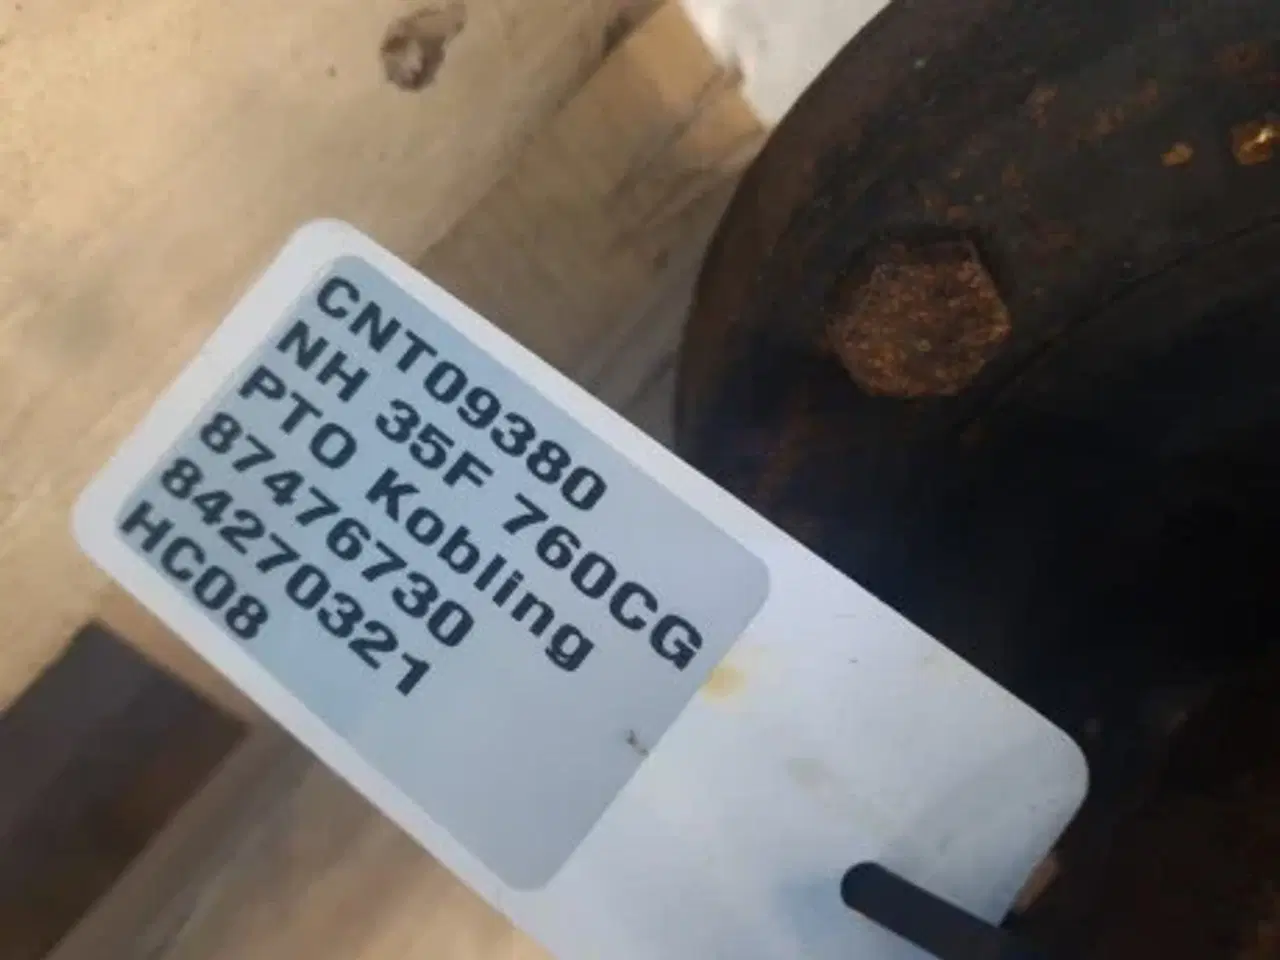 CNT09380
NH 35F 760CG
PTO Kobling
87476730
84270321
HC08